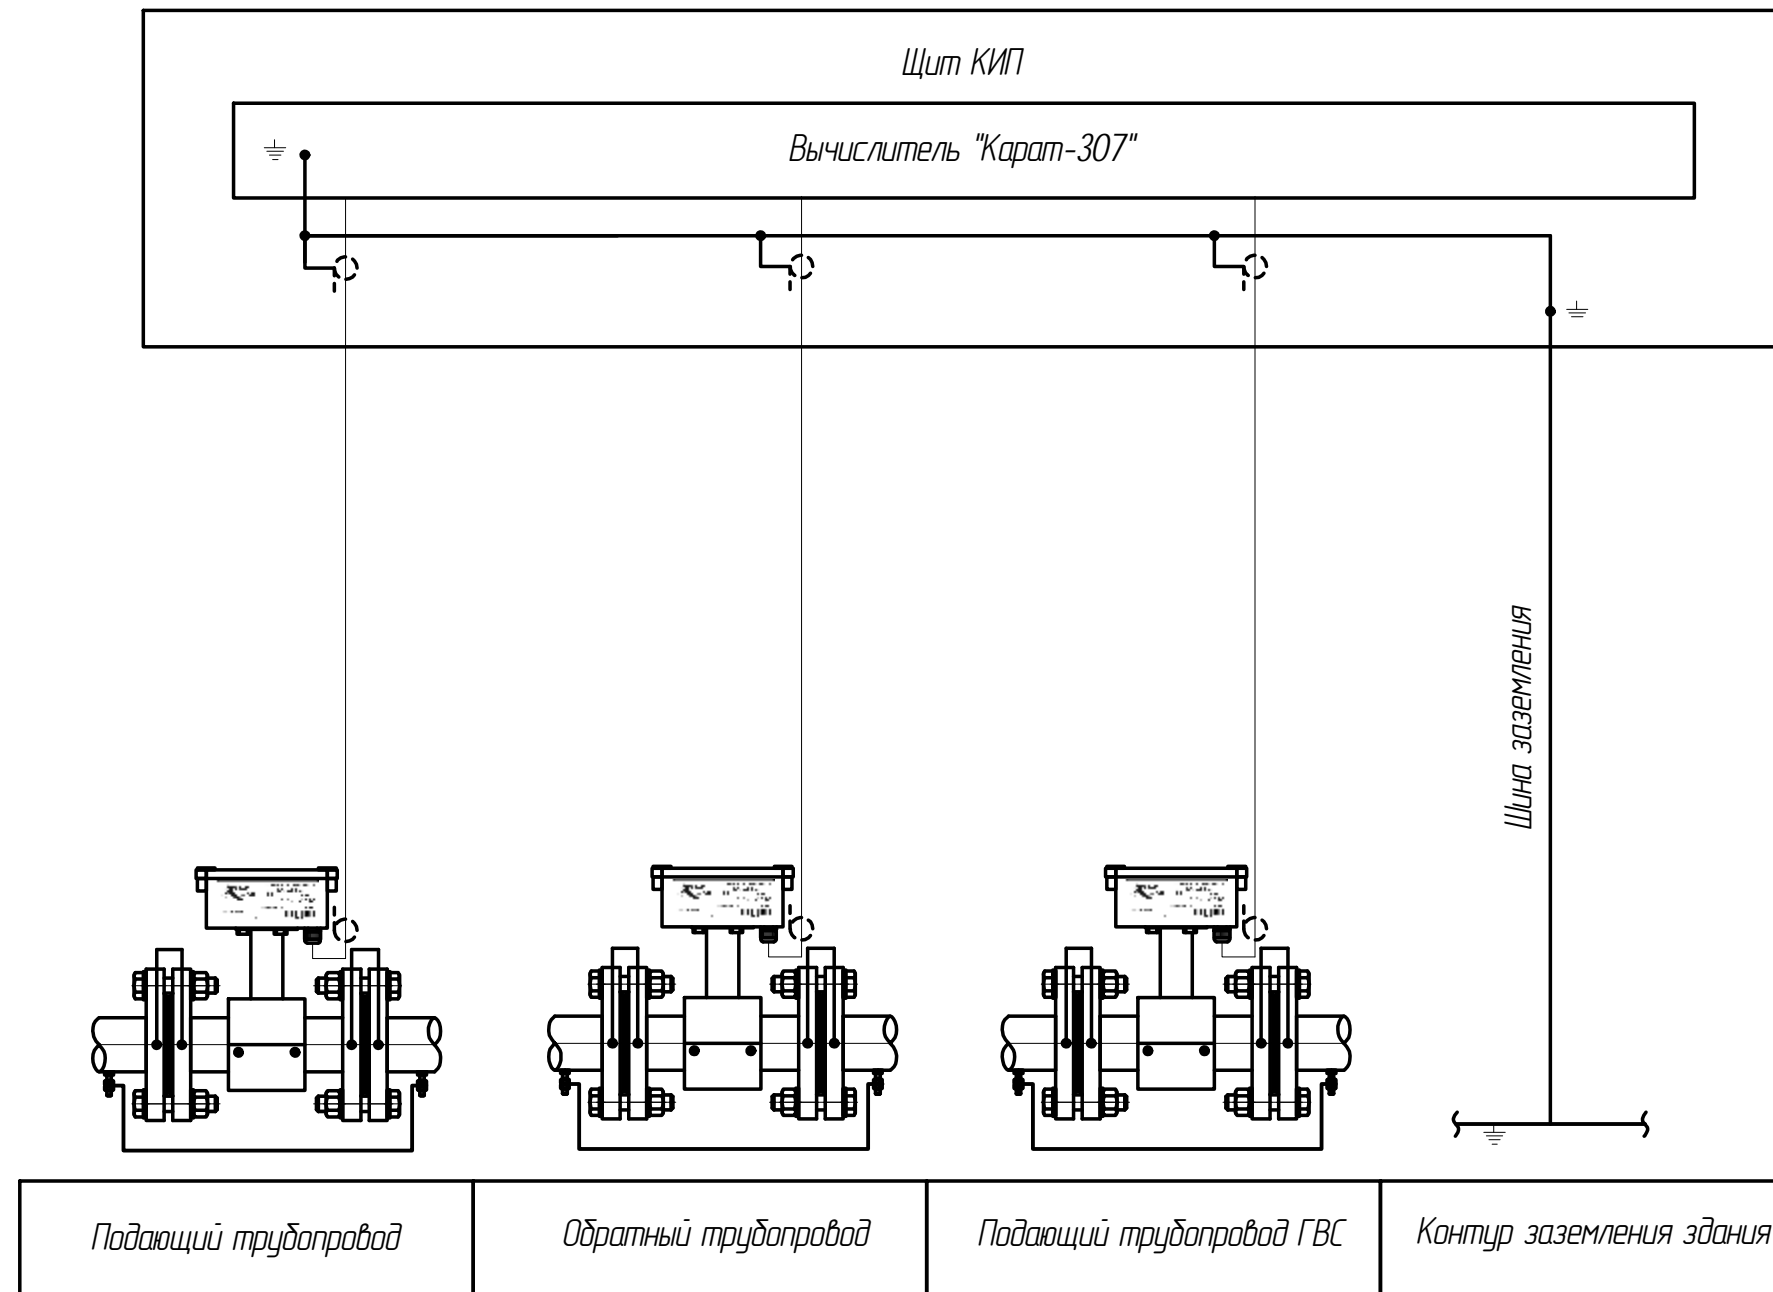 Щит КИП
Вычислитель "Карат-307"
Шина заземления
Подающий трубопровод
Обратный трубопровод
Подающий трубопровод ГВС
Контур заземления здания